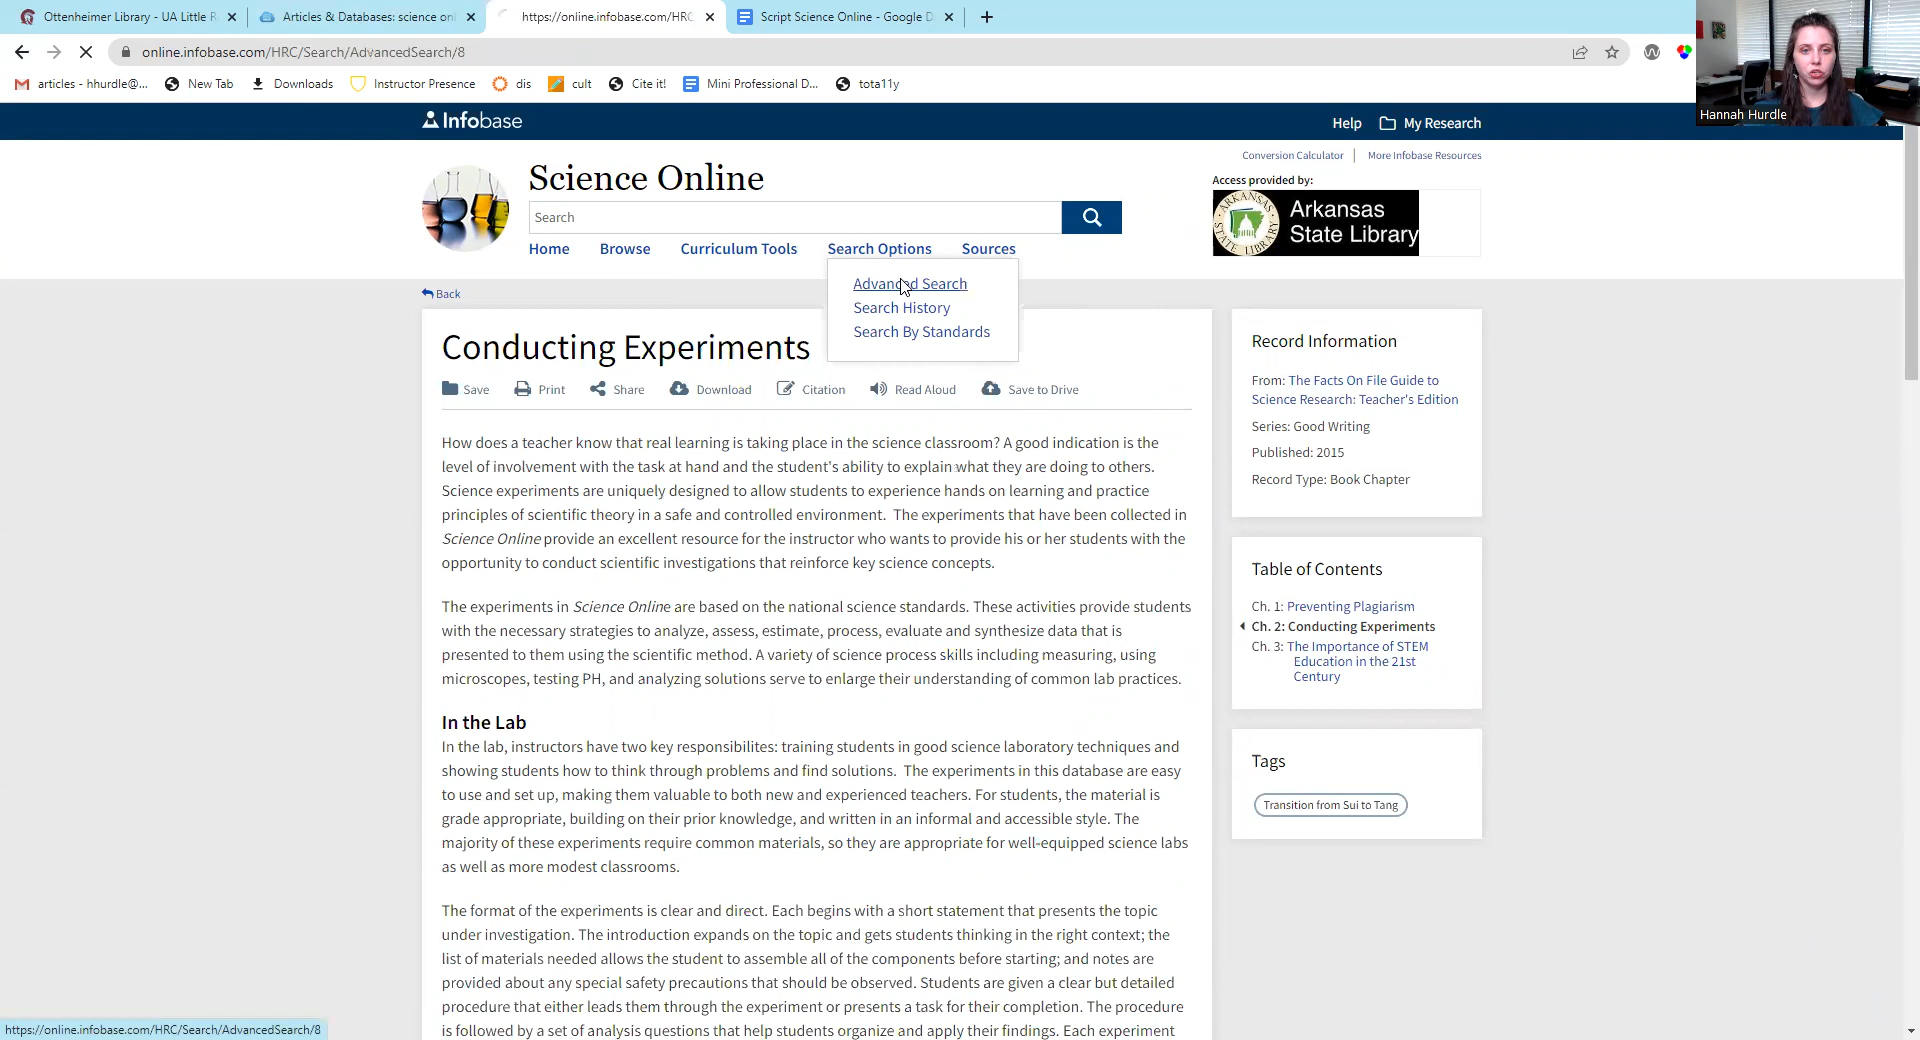 Ottenheimer Library - UA Little R
Articles & Databases: science onl
https://online.infobase.com/HRC
Script Science Online - Google D
online.infobase.com/HRC/Search/AdvancedSearch/8
articles - hhurdle@...
New Tab
Downloads
Instructor Presence
dis
cult
Cite it!
Mini Professional D...
tota11y
Hannah Hurdle
Infobase
Help
My Research
Conversion Calculator
More Infobase Resources
Science Online
Access provided by:
Search
ARKANSAS
STATE LIBRARY
Arkansas
State Library
Home
Browse
Curriculum Tools
Search Options
Sources
Advanced Search
Search History
Search By Standards
Back
Conducting Experiments
Save
Print
Share
Download
Citation
Read Aloud
Save to Drive
How does a teacher know that real learning is taking place in the science classroom? A good indication is the
level of involvement with the task at hand and the student's ability to explain what they are doing to others.
Science experiments are uniquely designed to allow students to experience hands on learning and practice
principles of scientific theory in a safe and controlled environment.  The experiments that have been collected in
Science Online provide an excellent resource for the instructor who wants to provide his or her students with the
opportunity to conduct scientific investigations that reinforce key science concepts.
The experiments in Science Online are based on the national science standards. These activities provide students
with the necessary strategies to analyze, assess, estimate, process, evaluate and synthesize data that is
presented to them using the scientific method. A variety of science process skills including measuring, using
microscopes, testing PH, and analyzing solutions serve to enlarge their understanding of common lab practices.
In the Lab
In the lab, instructors have two key responsibilites: training students in good science laboratory techniques and
showing students how to think through problems and find solutions.  The experiments in this database are easy
to use and set up, making them valuable to both new and experienced teachers. For students, the material is
grade appropriate, building on their prior knowledge, and written in an informal and accessible style. The
majority of these experiments require common materials, so they are appropriate for well-equipped science labs
as well as more modest classrooms.
The format of the experiments is clear and direct. Each begins with a short statement that presents the topic
under investigation. The introduction expands on the topic and gets students thinking in the right context; the
list of materials needed allows the student to assemble all of the components before starting; and notes are
provided about any special safety precautions that should be observed. Students are given a clear but detailed
procedure that either leads them through the experiment or presents a task for their completion. The procedure
is followed by a set of analysis questions that help students organize and apply their findings. Each experiment
Record Information
From: The Facts On File Guide to
Science Research: Teacher's Edition
Series: Good Writing
Published: 2015
Record Type: Book Chapter
Table of Contents
Ch. 1: Preventing Plagiarism
Ch. 2: Conducting Experiments
Ch. 3: The Importance of STEM
Education in the 21st
Century
Tags
Transition from Sui to Tang
https://online.infobase.com/HRC/Search/AdvancedSearch/8